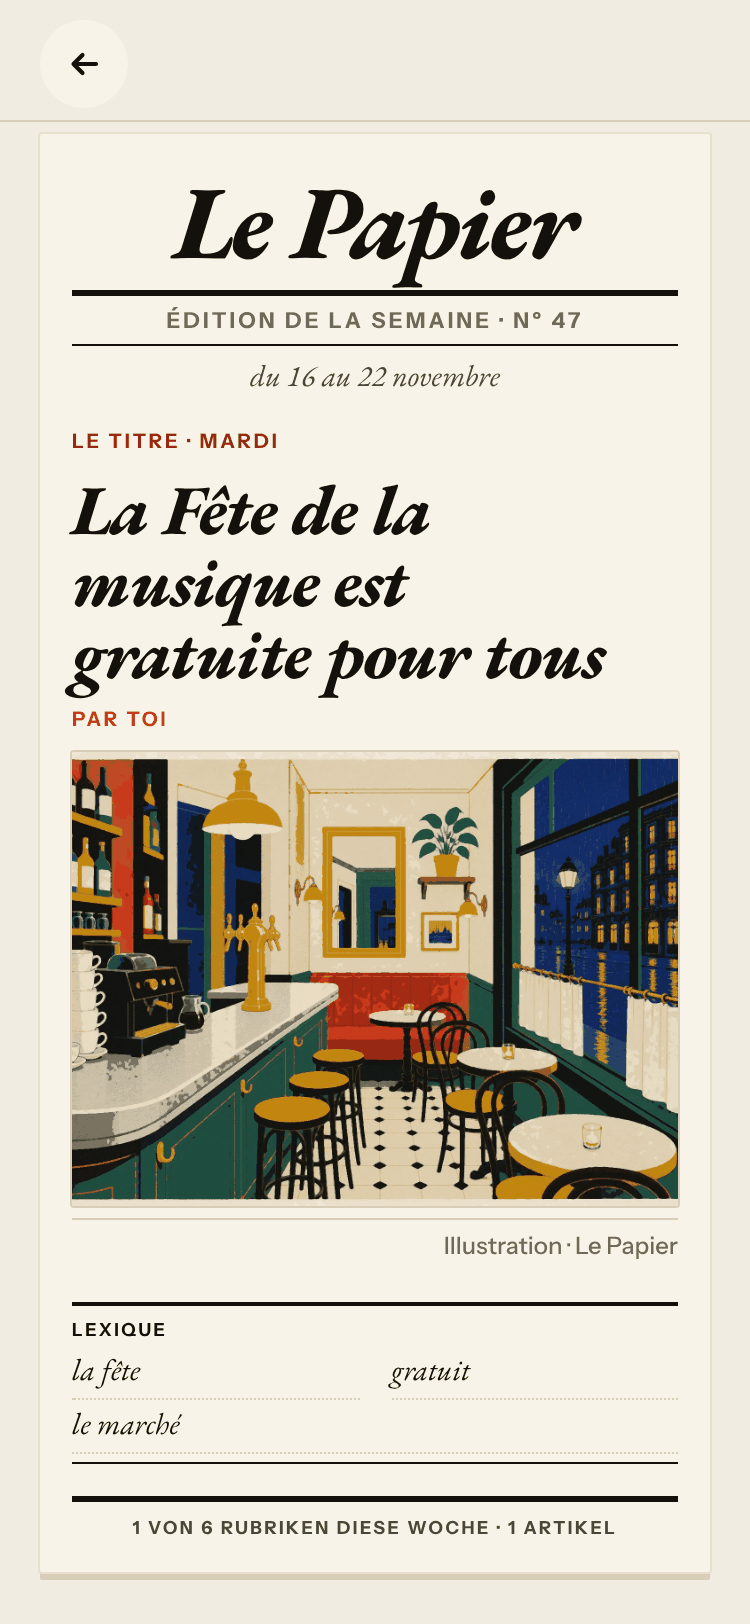 Le Papier
ÉDITION DE LA SEMAINE · N° 47
du 16 au 22 novembre
LE TITRE · MARDI
La Fête de la
musique est
gratuite pour tous
PAR TOI
Illustration · Le Papier
LEXIQUE
la fête
gratuit
le marché
1 VON 6 RUBRIKEN DIESE WOCHE · 1 ARTIKEL